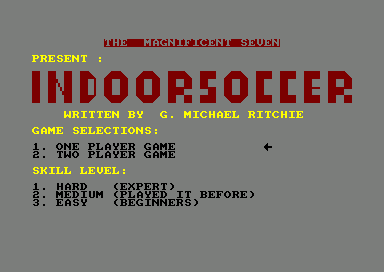 THE MAGNIFICENT SEVEN
PRESENT :
INDOORSOCCER
WRITTEN BY G. MICHAEL RITCHIE
GAME SELECTIONS:
1. ONE PLAYER GAME ←
2. TWO PLAYER GAME
SKILL LEVEL:
1. HARD (EXPERT)
2. MEDIUM (PLAYED IT BEFORE)
3. EASY (BEGINNERS)